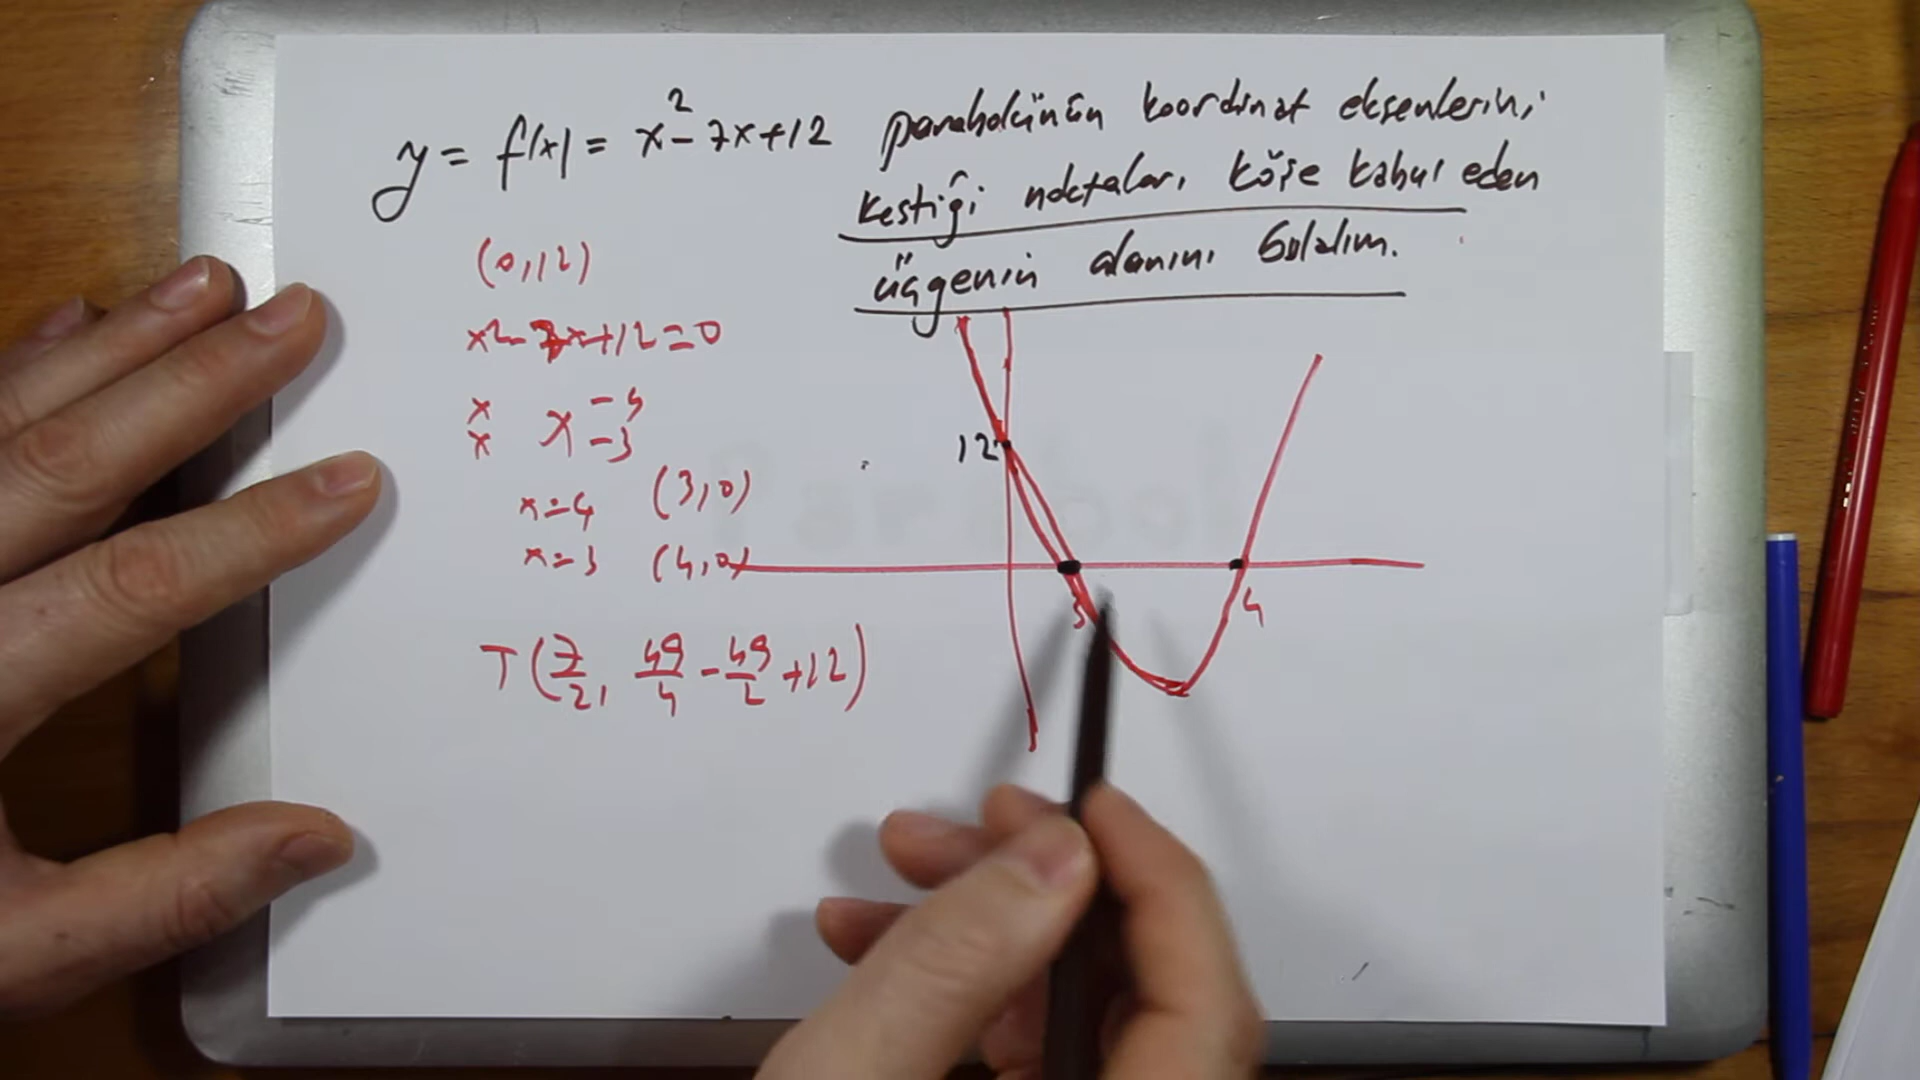 y = f(x) = x² - 7x + 12 parabolünün koordinat eksenlerini
kestiği noktaları köşe kabul eden
üçgenin alanını bulalım.
(0,12)
x² - 7x + 12 = 0
x -4
x x -3
x=4 (3,0)
x=3 (4,0)
T(7/2, 49/4 - 49/2 + 12)
12
3
4